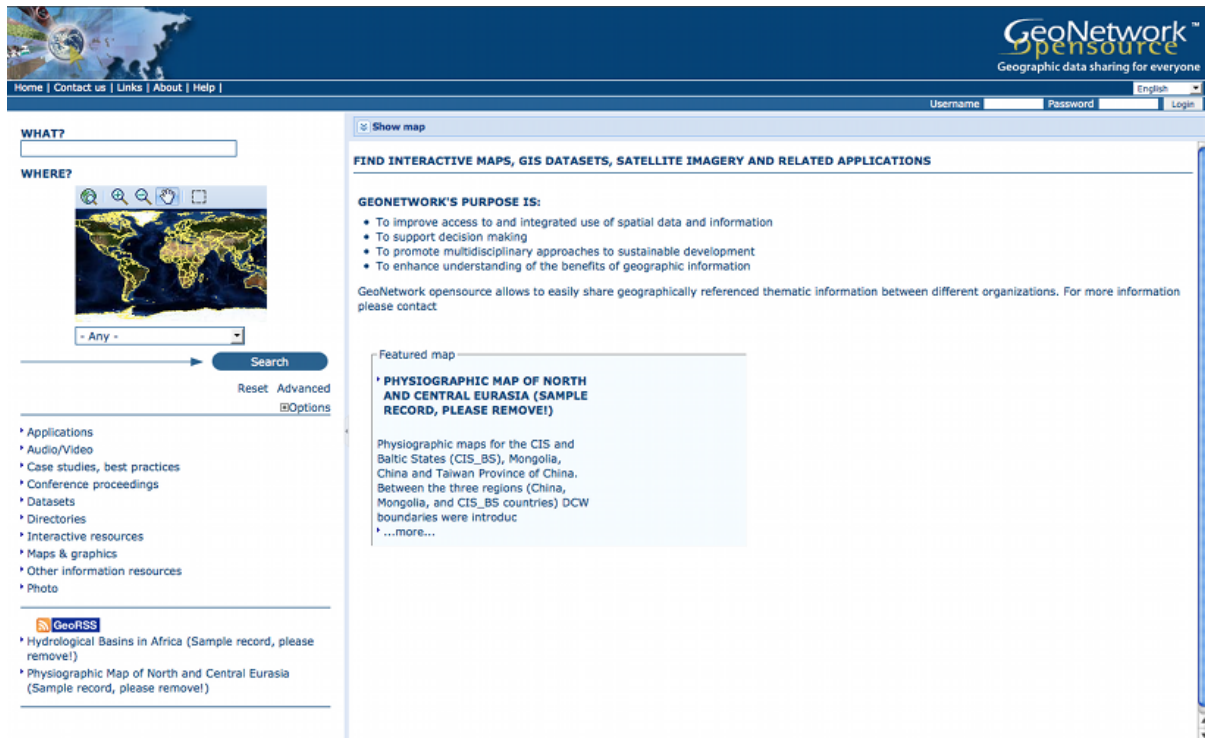 GeoNetwork™
Opensource
Geographic data sharing for everyone
Home | Contact us | Links | About | Help |
English
Username
Password
Login
WHAT?
WHERE?
- Any -
Search
Reset Advanced
Options
Applications
Audio/Video
Case studies, best practices
Conference proceedings
Datasets
Directories
Interactive resources
Maps & graphics
Other information resources
Photo
GeoRSS
Hydrological Basins in Africa (Sample record, please
remove!)
Physiographic Map of North and Central Eurasia
(Sample record, please remove!)
Show map
FIND INTERACTIVE MAPS, GIS DATASETS, SATELLITE IMAGERY AND RELATED APPLICATIONS
GEONETWORK'S PURPOSE IS:
• To improve access to and integrated use of spatial data and information
• To support decision making
• To promote multidisciplinary approaches to sustainable development
• To enhance understanding of the benefits of geographic information
GeoNetwork opensource allows to easily share geographically referenced thematic information between different organizations. For more information
please contact
Featured map
PHYSIOGRAPHIC MAP OF NORTH
AND CENTRAL EURASIA (SAMPLE
RECORD, PLEASE REMOVE!)
Physiographic maps for the CIS and
Baltic States (CIS_BS), Mongolia,
China and Taiwan Province of China.
Between the three regions (China,
Mongolia, and CIS_BS countries) DCW
boundaries were introduc
...more...